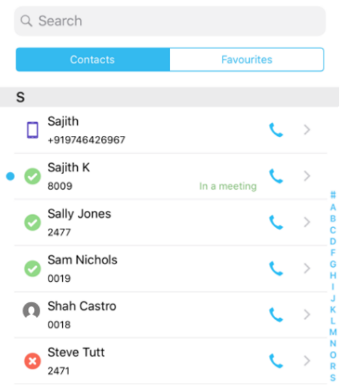 Search
Contacts
Favourites
S
Sajith
+919746426967
Sajith K
8009
In a meeting
Sally Jones
2477
Sam Nichols
0019
Shah Castro
0018
Steve Tutt
2471
#
A
B
C
D
F
G
H
I
J
K
L
M
N
O
R
S